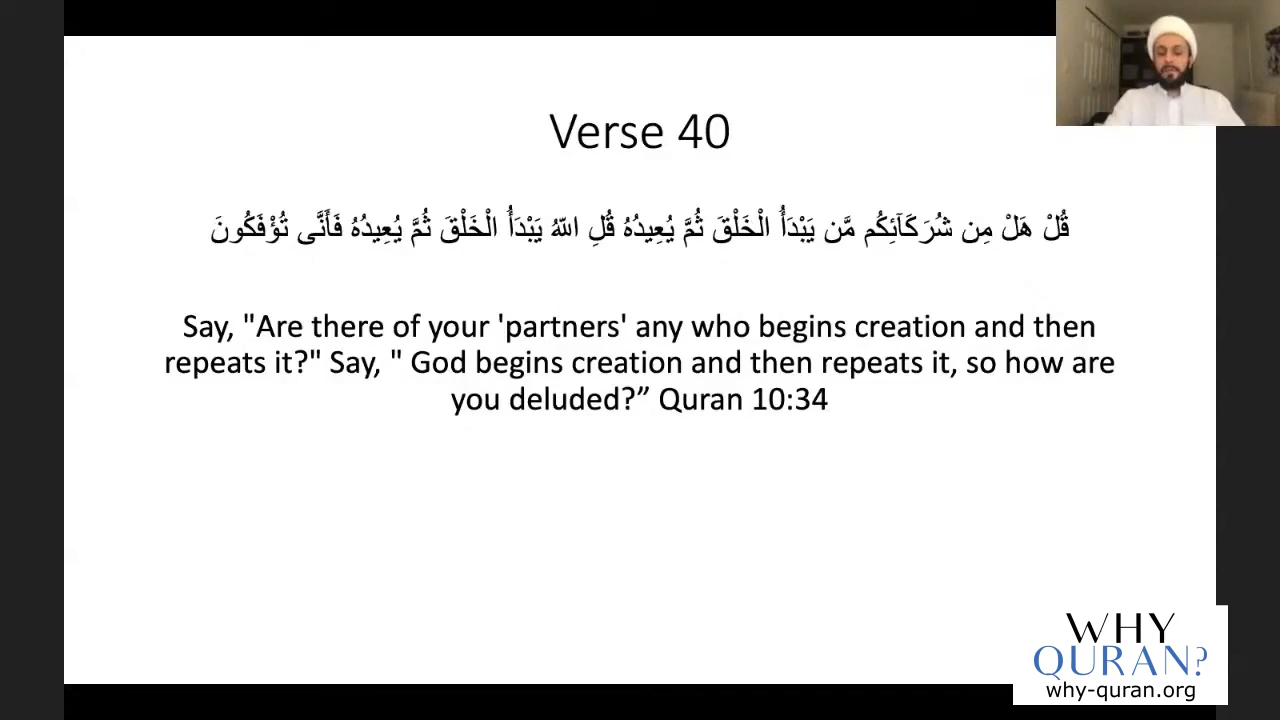 Verse 40
قُلْ هَلْ مِن شُرَكَآئِكُم مَّن يَبْدَأُ الْخَلْقَ ثُمَّ يُعِيدُهُ قُلِ اللّهُ يَبْدَأُ الْخَلْقَ ثُمَّ يُعِيدُهُ فَأَنَّى تُؤْفَكُونَ
Say, "Are there of your 'partners' any who begins creation and then
repeats it?" Say, " God begins creation and then repeats it, so how are
you deluded?” Quran 10:34
WHY
QURAN?
why-quran.org